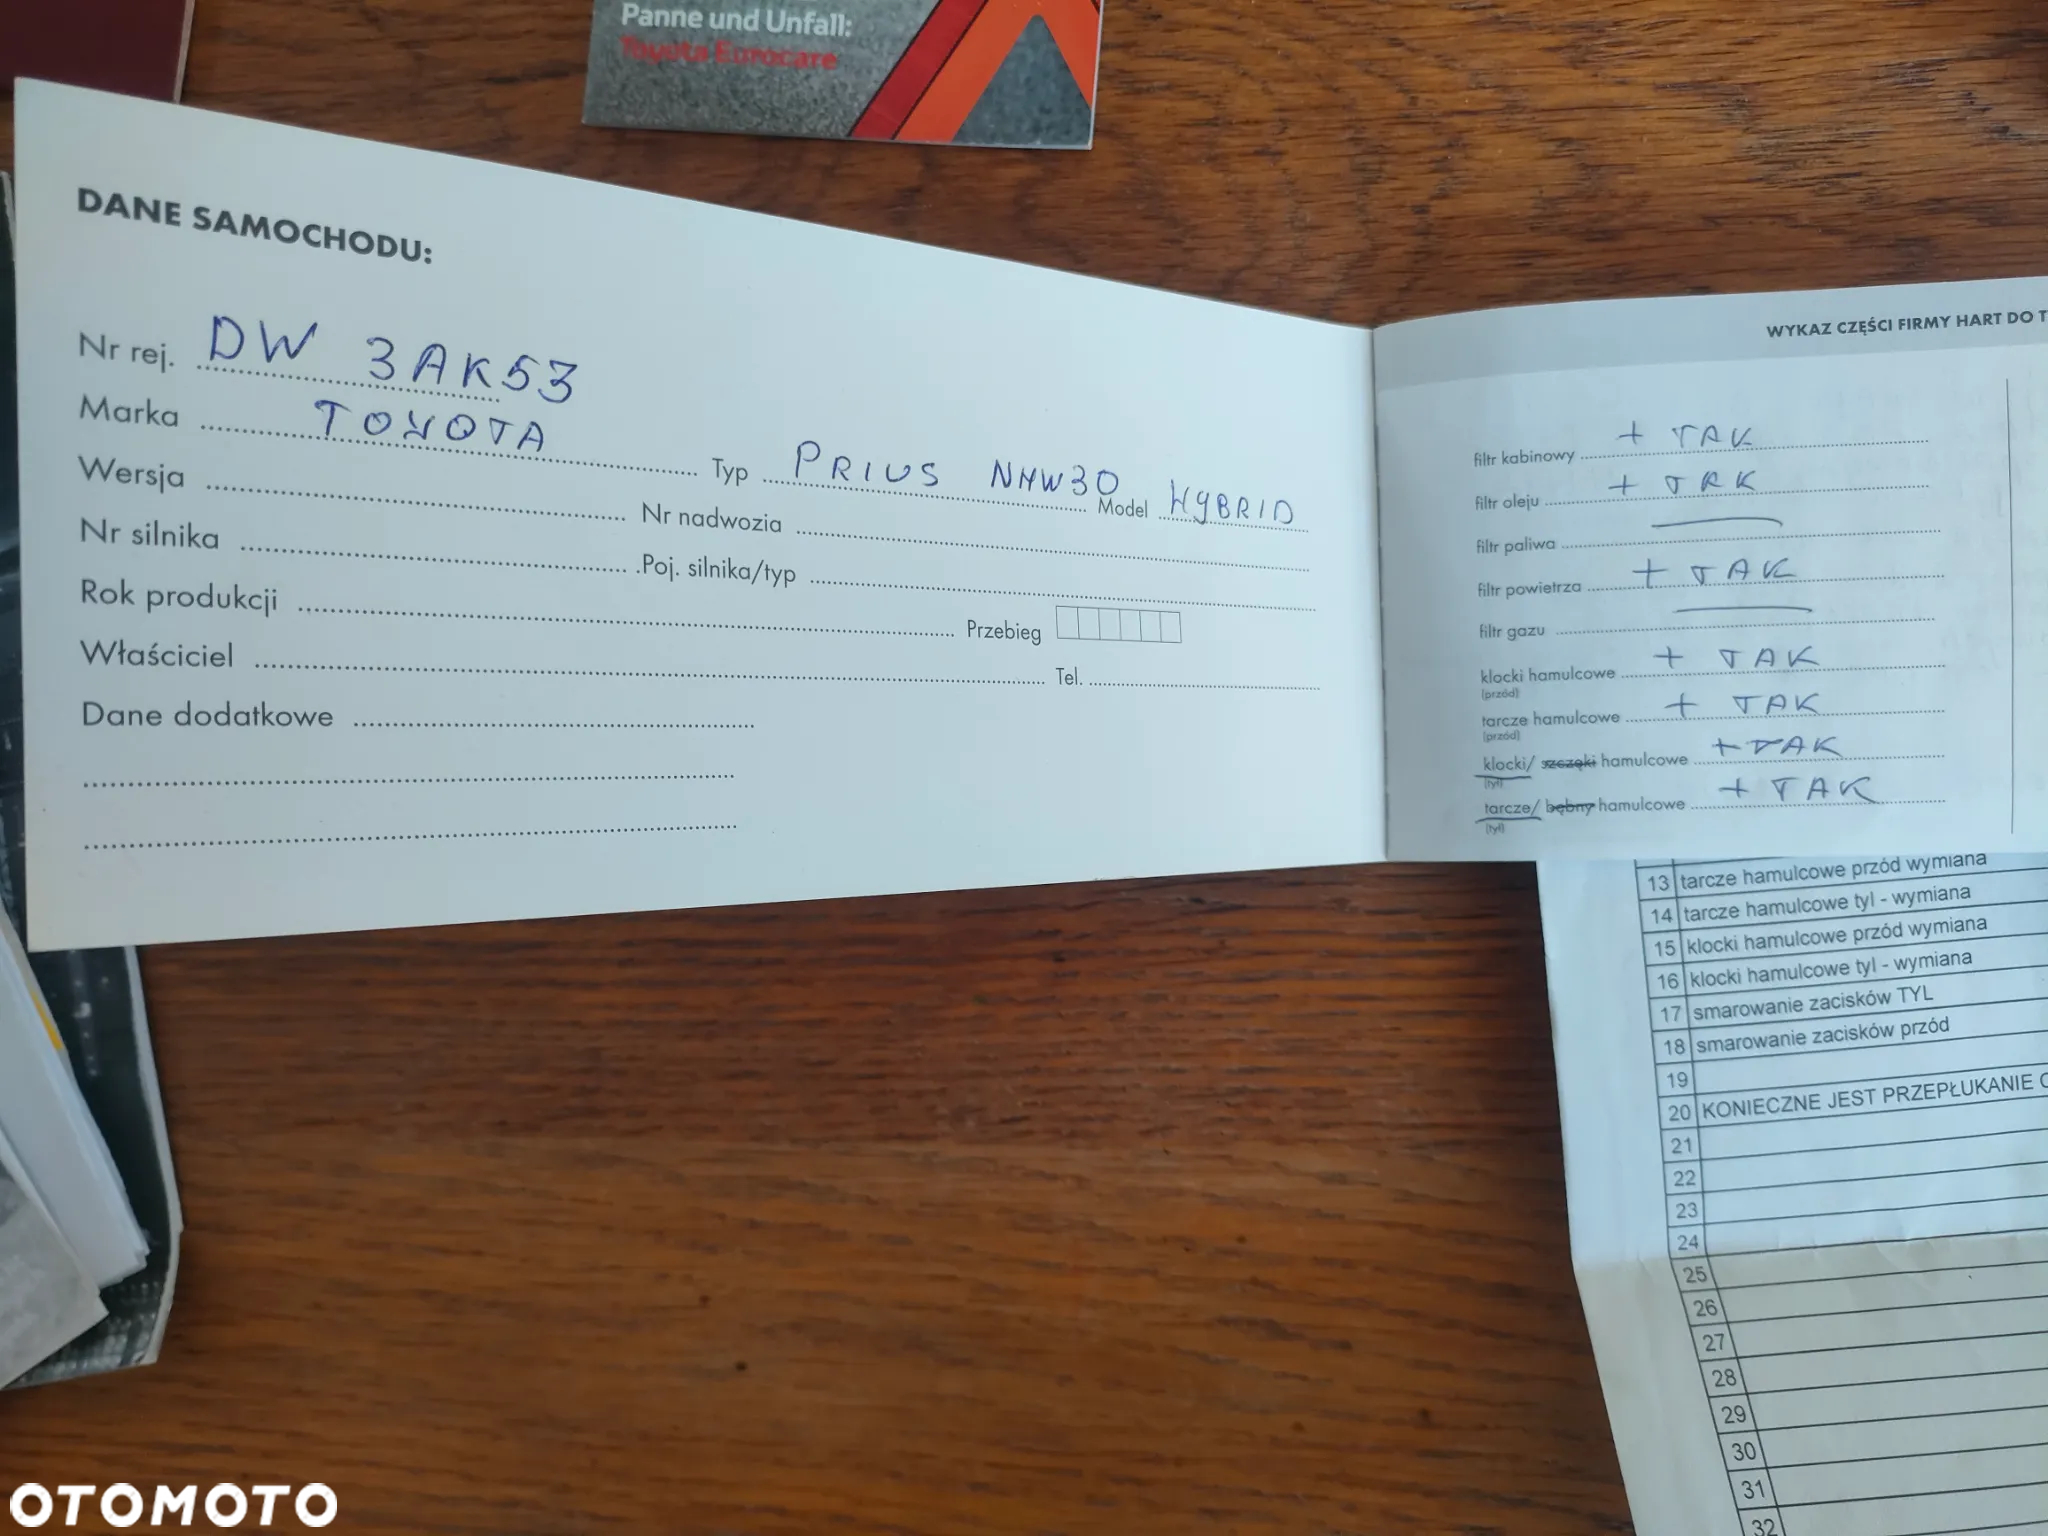 Panne und Unfall:
Toyota Eurocare
DANE SAMOCHODU:
Nr rej. DW 3AK53
Marka TOYOTA Typ PRIUS NHW30 Model HYBRID
Wersja Nr nadwozia
Nr silnika Poj. silnika/typ
Rok produkcji Przebieg
Właściciel Tel.
Dane dodatkowe
WYKAZ CZĘŚCI FIRMY HART DO T
filtr kabinowy + TAK
filtr oleju + TAK
filtr paliwa
filtr powietrza + TAK
filtr gazu
klocki hamulcowe + TAK
(przód)
tarcze hamulcowe + TAK
(przód)
klocki/ szczęki hamulcowe + TAK
(tył)
tarcze/ bębny hamulcowe + TAK
(tył)
13 tarcze hamulcowe przód wymiana
14 tarcze hamulcowe tyl - wymiana
15 klocki hamulcowe przód wymiana
16 klocki hamulcowe tyl - wymiana
17 smarowanie zacisków TYL
18 smarowanie zacisków przód
19
20 KONIECZNE JEST PRZEPŁUKANIE
21
22
23
24
25
26
27
28
29
30
31
32
OTOMOTO